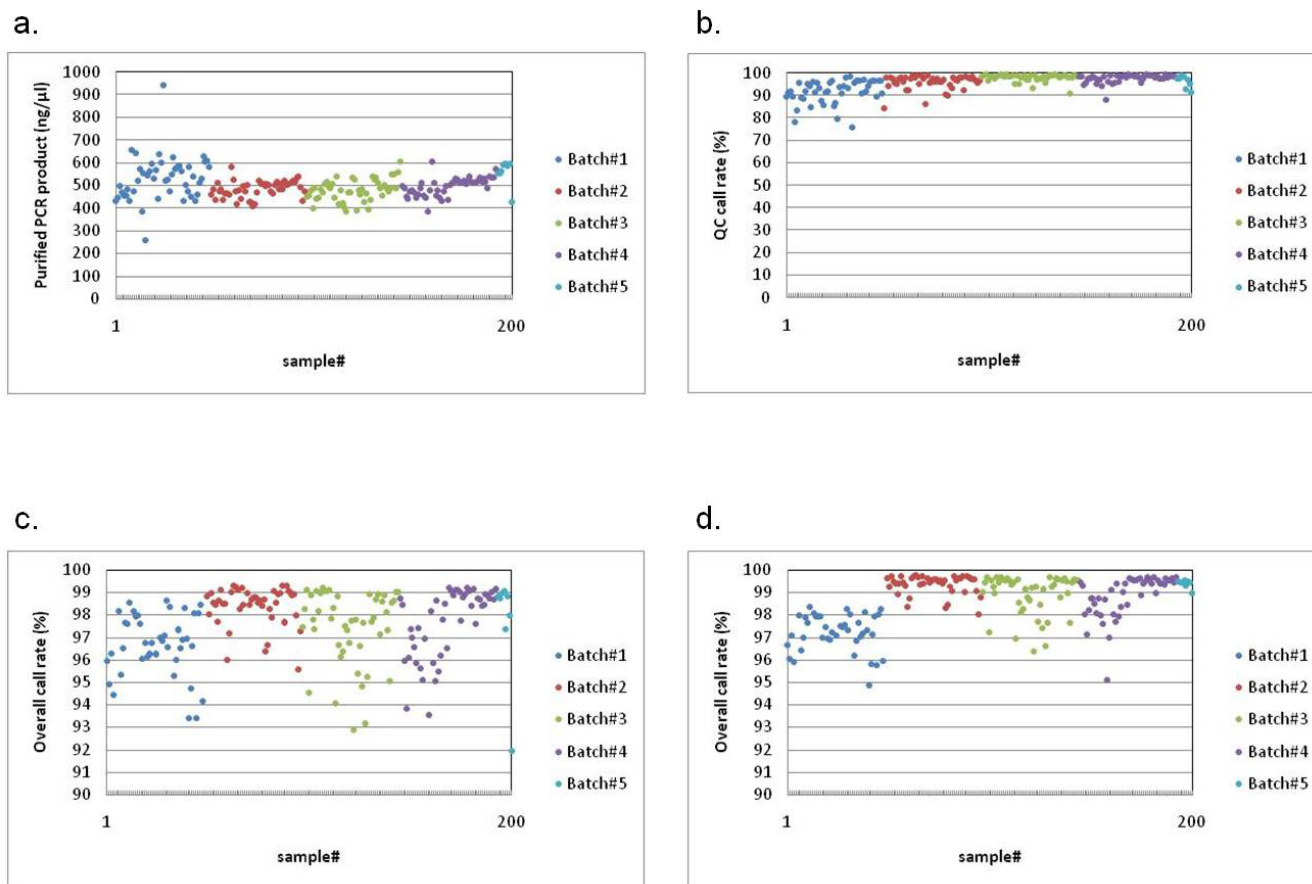 a.
1000
900
800
700
600
500
400
300
200
100
0
Purified PCR product (ng/µl)
1
200
sample#
Batch#1
Batch#2
Batch#3
Batch#4
Batch#5
b.
100
90
80
70
60
50
40
30
20
10
0
QC call rate (%)
1
200
sample#
Batch#1
Batch#2
Batch#3
Batch#4
Batch#5
c.
100
99
98
97
96
95
94
93
92
91
90
Overall call rate (%)
1
200
sample#
Batch#1
Batch#2
Batch#3
Batch#4
Batch#5
d.
100
99
98
97
96
95
94
93
92
91
90
Overall call rate (%)
1
200
sample#
Batch#1
Batch#2
Batch#3
Batch#4
Batch#5